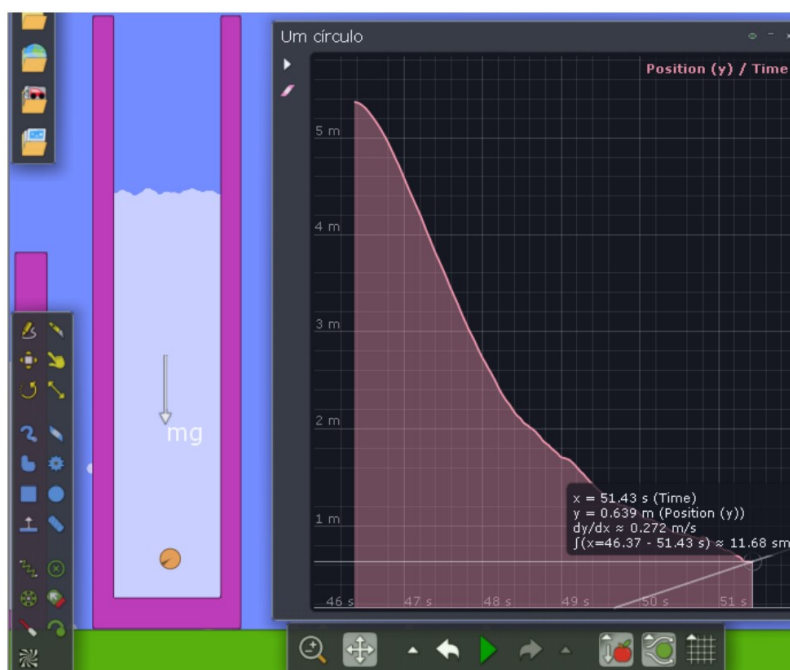 Um círculo
Position (y) / Time
5 m
4 m
3 m
2 m
1 m
mg
x = 51.43 s (Time)
y = 0.639 m (Position (y))
dy/dx ≈ 0.272 m/s
∫(x=46.37 - 51.43 s) ≈ 11.68 sm
46 s 47 s 48 s 49 s 50 s 51 s